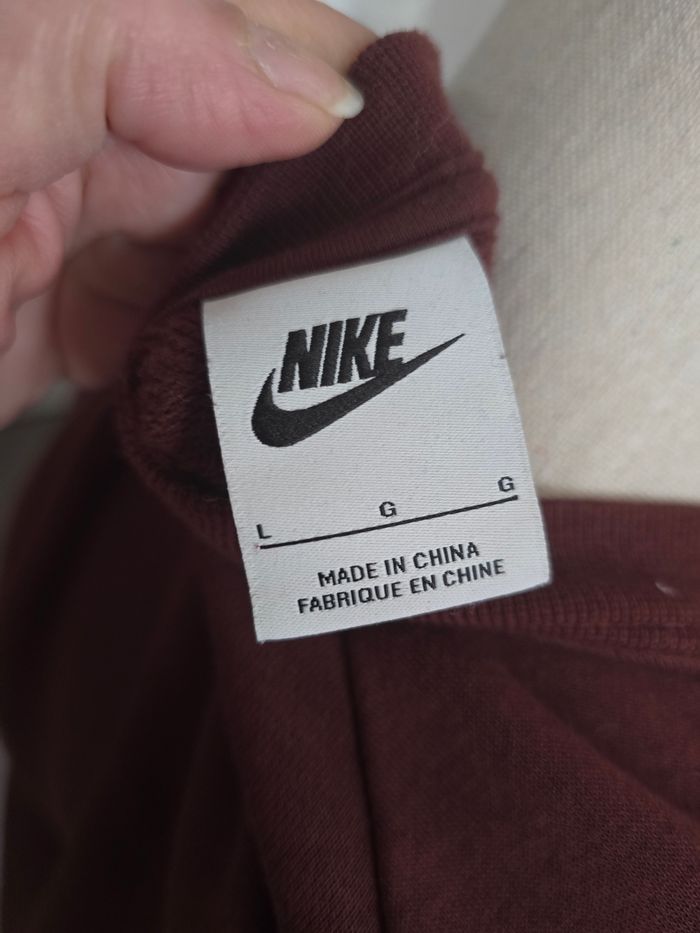 NIKE
L G G
MADE IN CHINA
FABRIQUE EN CHINE